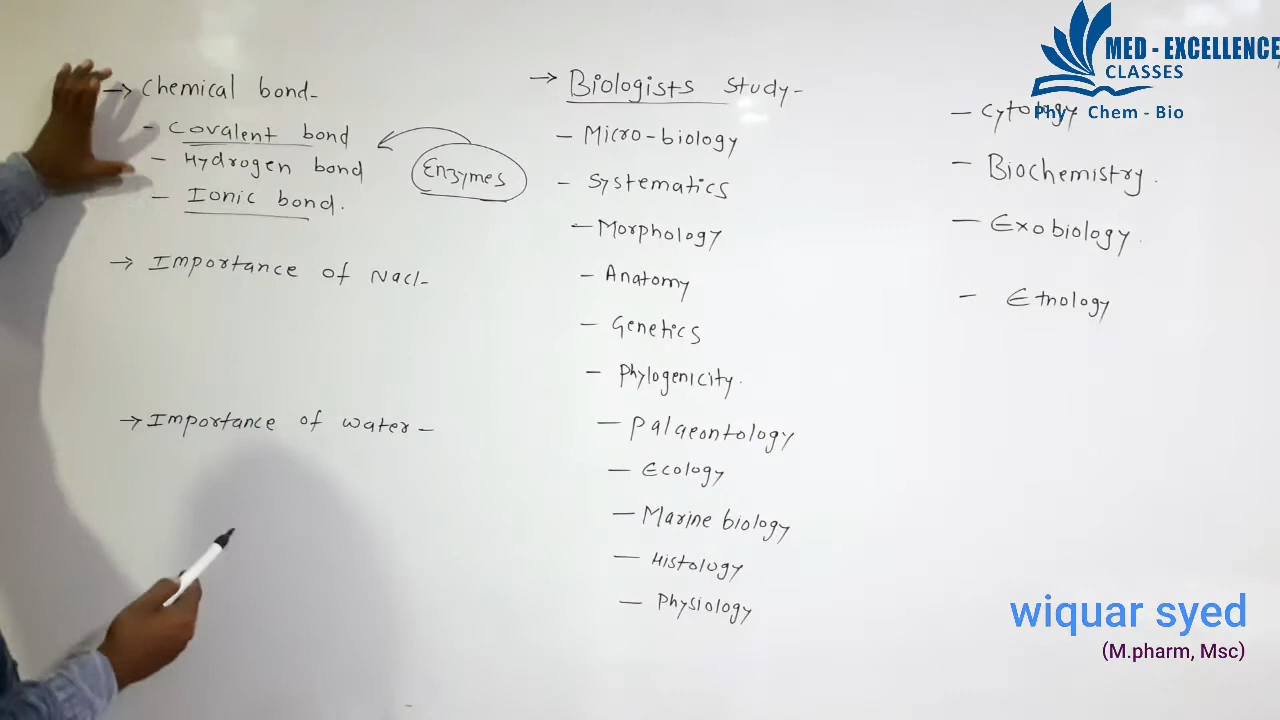 → Chemical bond-
- Covalent bond
- Hydrogen bond
- Ionic bond.
Enzymes
→ Importance of Nacl-
→ Importance of water-
→ Biologists study-
- Micro-biology
- Systematics
- Morphology
- Anatomy
- Genetics
- Phylogenicity.
- Palaeontology
- Ecology
- Marine biology
- Histology
- Physiology
MED - EXCELLENCE
CLASSES
Phy Chem - Bio
- Cytology
- Biochemistry.
- Exobiology.
- Etnology
wiquar syed
(M.pharm, Msc)